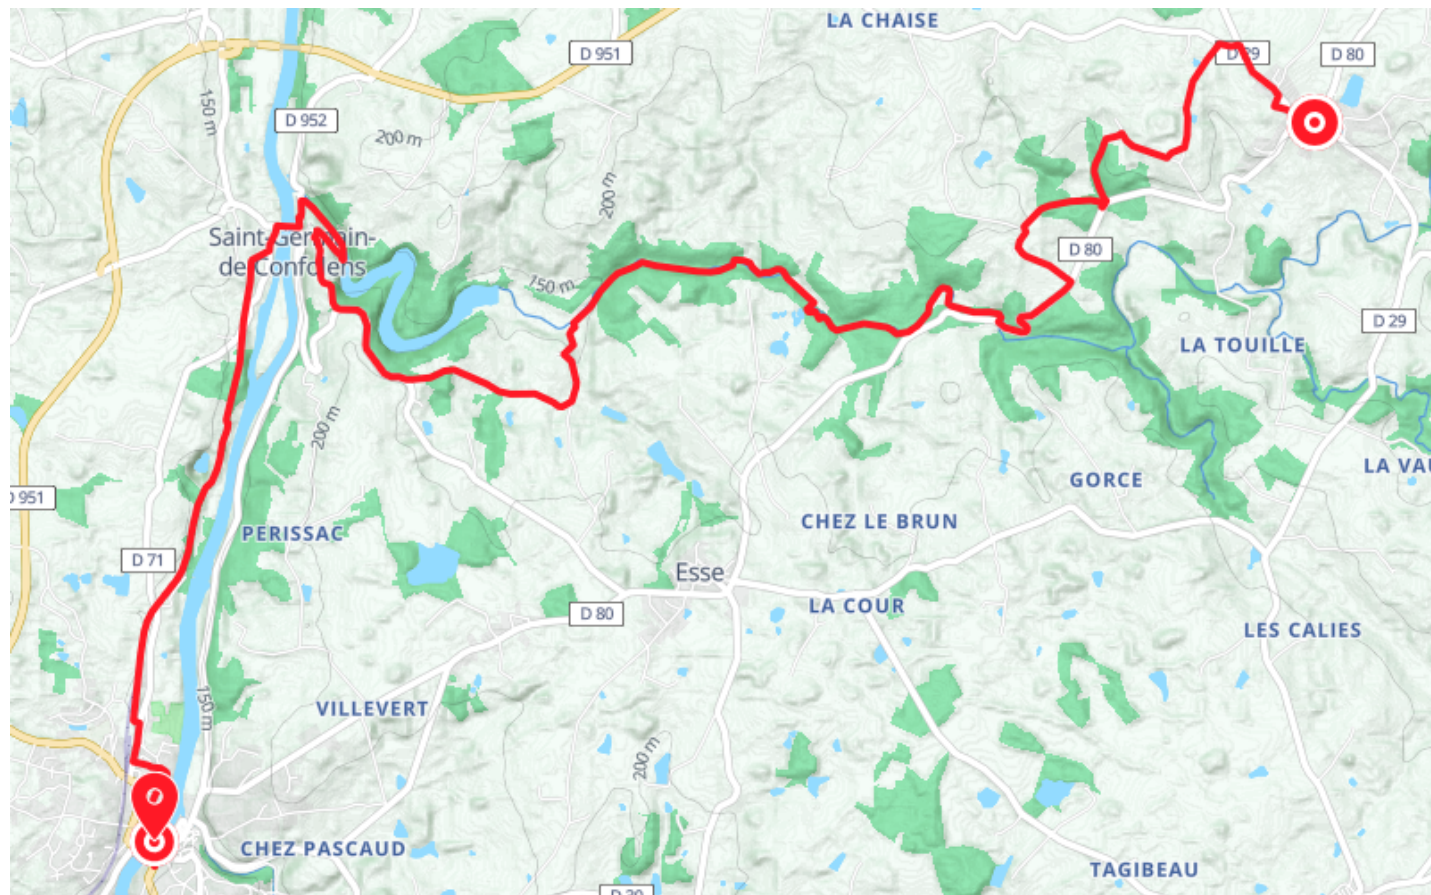 LA CHAISE
D 951
D 29
D 80
150 m
D 952
200 m
200 m
Saint-Germain-
de-Confolens
D 80
150 m
D 29
LA TOUILLE
200 m
LA VAU
GORCE
D 951
CHEZ LE BRUN
PERISSAC
D 71
Esse
LA COUR
D 80
LES CALIES
150 m
VILLEVERT
200 m
CHEZ PASCAUD
TAGIBEAU
D 30